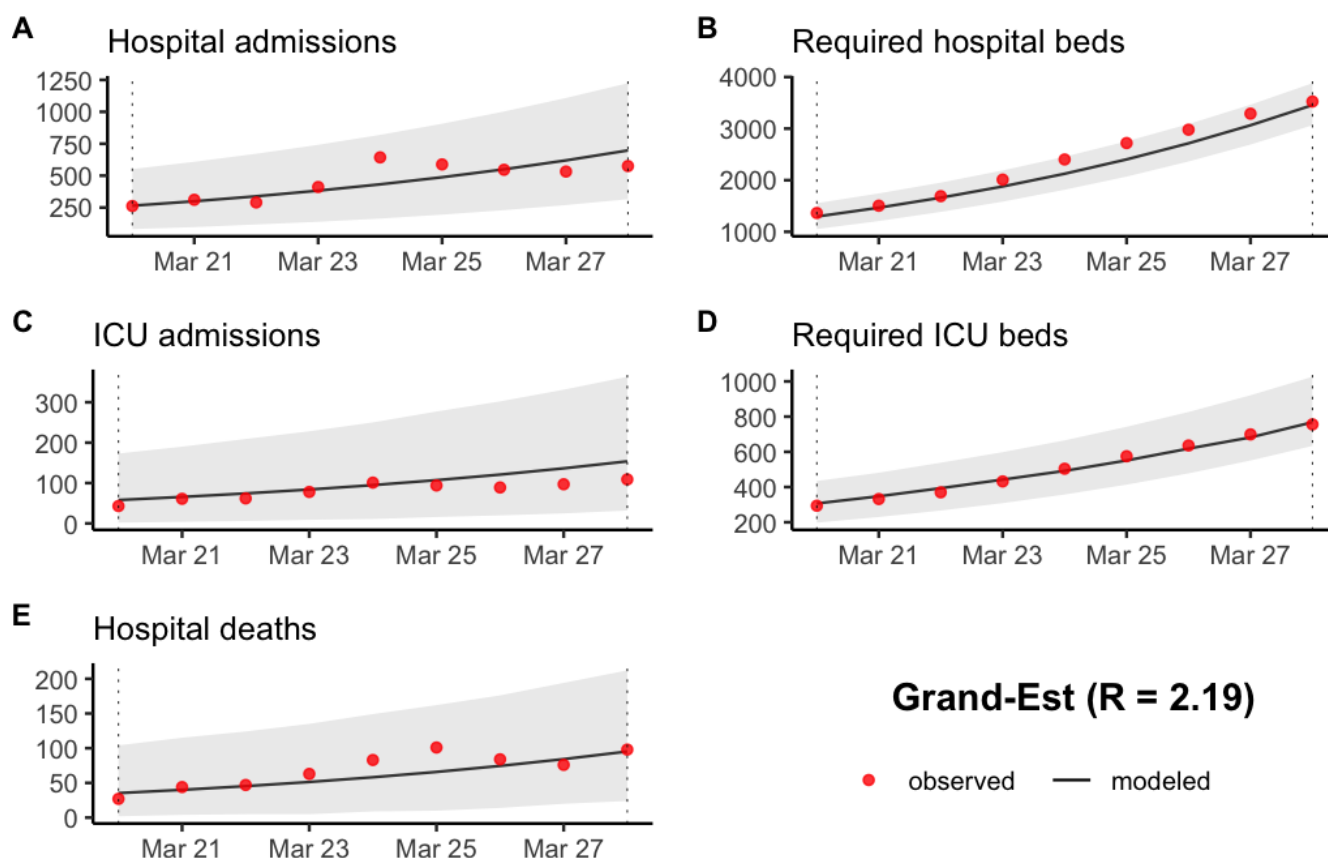 A
Hospital admissions
1250
1000
750
500
250
Mar 21
Mar 23
Mar 25
Mar 27
B
Required hospital beds
4000
3000
2000
1000
Mar 21
Mar 23
Mar 25
Mar 27
C
ICU admissions
300
200
100
0
Mar 21
Mar 23
Mar 25
Mar 27
D
Required ICU beds
1000
800
600
400
200
Mar 21
Mar 23
Mar 25
Mar 27
E
Hospital deaths
200
150
100
50
0
Mar 21
Mar 23
Mar 25
Mar 27
Grand-Est (R = 2.19)
observed
modeled